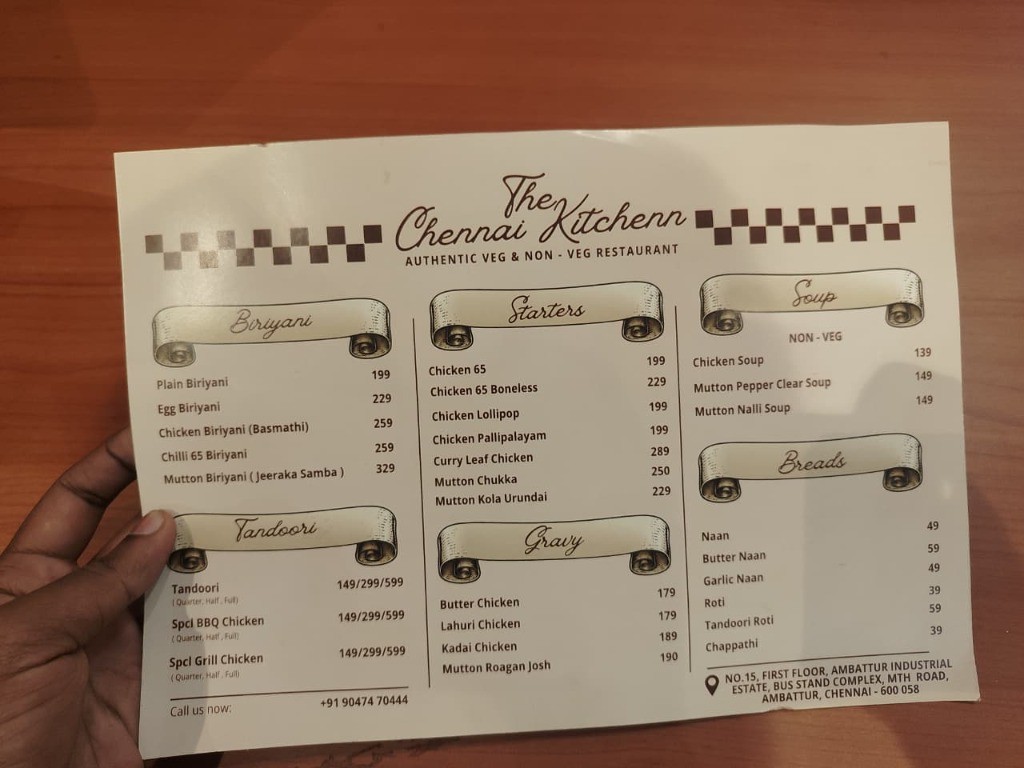 The
Chennai Kitchenn
AUTHENTIC VEG & NON - VEG RESTAURANT
Biriyani
Plain Biriyani 199
Egg Biriyani 229
Chicken Biriyani (Basmathi) 259
Chilli 65 Biriyani 259
Mutton Biriyani ( Jeeraka Samba ) 329
Tandoori
Tandoori 149/299/599
( Quarter, Half , Full)
Spcl BBQ Chicken 149/299/599
( Quarter, Half , Full)
Spcl Grill Chicken 149/299/599
( Quarter, Half , Full)
Call us now: +91 90474 70444
Starters
Chicken 65 199
Chicken 65 Boneless 229
Chicken Lollipop 199
Chicken Pallipalayam 199
Curry Leaf Chicken 289
Mutton Chukka 250
Mutton Kola Urundai 229
Gravy
Butter Chicken 179
Lahuri Chicken 179
Kadai Chicken 189
Mutton Roagan Josh 190
Soup
NON - VEG
Chicken Soup 139
Mutton Pepper Clear Soup 149
Mutton Nalli Soup 149
Breads
Naan 49
Butter Naan 59
Garlic Naan 49
Roti 39
Tandoori Roti 59
Chappathi 39
NO.15, FIRST FLOOR, AMBATTUR INDUSTRIAL
ESTATE, BUS STAND COMPLEX, MTH ROAD,
AMBATTUR, CHENNAI - 600 058